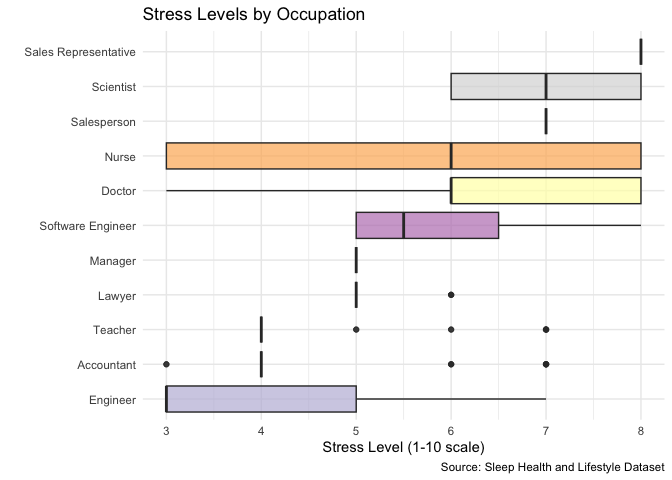 Stress Levels by Occupation
Sales Representative
Scientist
Salesperson
Nurse
Doctor
Software Engineer
Manager
Lawyer
Teacher
Accountant
Engineer
3 4 5 6 7 8
Stress Level (1-10 scale)
Source: Sleep Health and Lifestyle Dataset